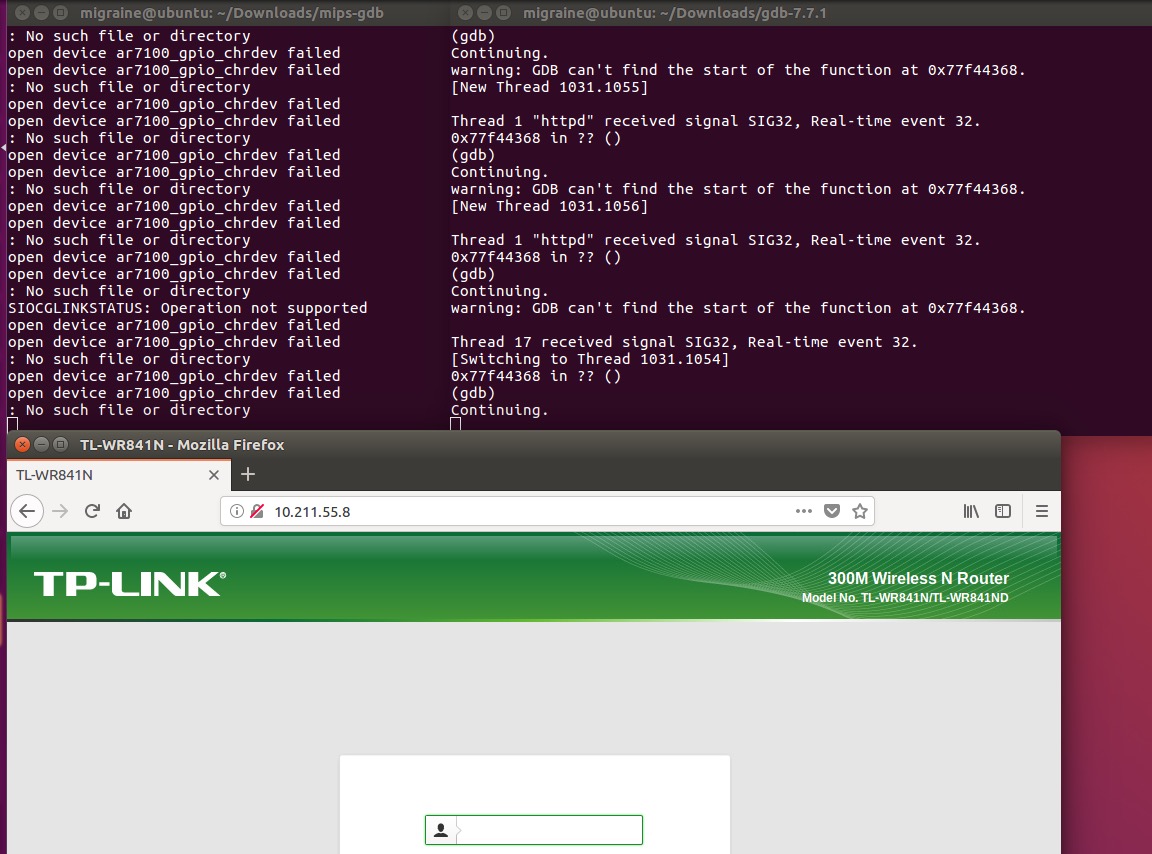 migraine@ubuntu: ~/Downloads/mips-gdb
: No such file or directory
open device ar7100_gpio_chrdev failed
open device ar7100_gpio_chrdev failed
: No such file or directory
open device ar7100_gpio_chrdev failed
open device ar7100_gpio_chrdev failed
: No such file or directory
open device ar7100_gpio_chrdev failed
open device ar7100_gpio_chrdev failed
: No such file or directory
open device ar7100_gpio_chrdev failed
open device ar7100_gpio_chrdev failed
: No such file or directory
open device ar7100_gpio_chrdev failed
open device ar7100_gpio_chrdev failed
: No such file or directory
SIOCGLINKSTATUS: Operation not supported
open device ar7100_gpio_chrdev failed
open device ar7100_gpio_chrdev failed
: No such file or directory
open device ar7100_gpio_chrdev failed
open device ar7100_gpio_chrdev failed
: No such file or directory
migraine@ubuntu: ~/Downloads/gdb-7.7.1
(gdb)
Continuing.
warning: GDB can't find the start of the function at 0x77f44368.
[New Thread 1031.1055]
Thread 1 "httpd" received signal SIG32, Real-time event 32.
0x77f44368 in ?? ()
(gdb)
Continuing.
warning: GDB can't find the start of the function at 0x77f44368.
[New Thread 1031.1056]
Thread 1 "httpd" received signal SIG32, Real-time event 32.
0x77f44368 in ?? ()
(gdb)
Continuing.
warning: GDB can't find the start of the function at 0x77f44368.
Thread 17 received signal SIG32, Real-time event 32.
[Switching to Thread 1031.1054]
0x77f44368 in ?? ()
(gdb)
Continuing.
TL-WR841N - Mozilla Firefox
TL-WR841N
10.211.55.8
TP-LINK®
300M Wireless N Router
Model No. TL-WR841N/TL-WR841ND